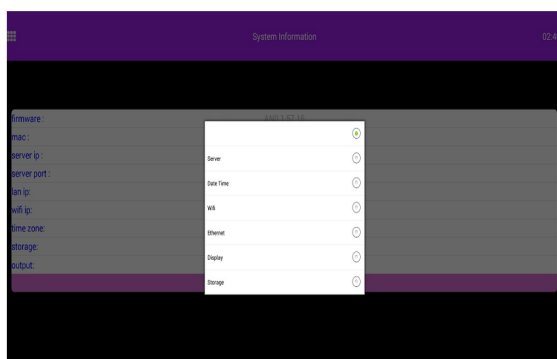 System Information
firmware :
mac :
server ip :
server port :
lan ip:
wifi ip:
time zone:
storage:
output:
Server
Date Time
Wifi
Ethernet
Display
Storage